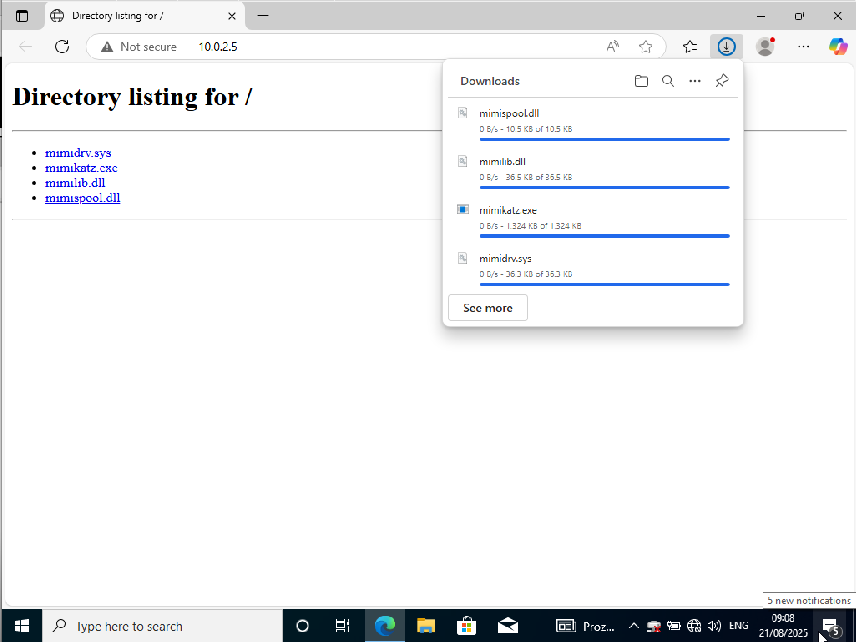 Directory listing for /
Not secure
10.0.2.5
Directory listing for /
mimidrv.sys
mimikatz.exe
mimilib.dll
mimispool.dll
Downloads
mimispool.dll
0 B/s - 10.5 KB of 10.5 KB
mimilib.dll
0 B/s - 36.5 KB of 36.5 KB
mimikatz.exe
0 B/s - 1,324 KB of 1,324 KB
mimidrv.sys
0 B/s - 36.3 KB of 36.3 KB
See more
5 new notifications
Type here to search
Proz...
ENG
09:08
21/08/2025
5